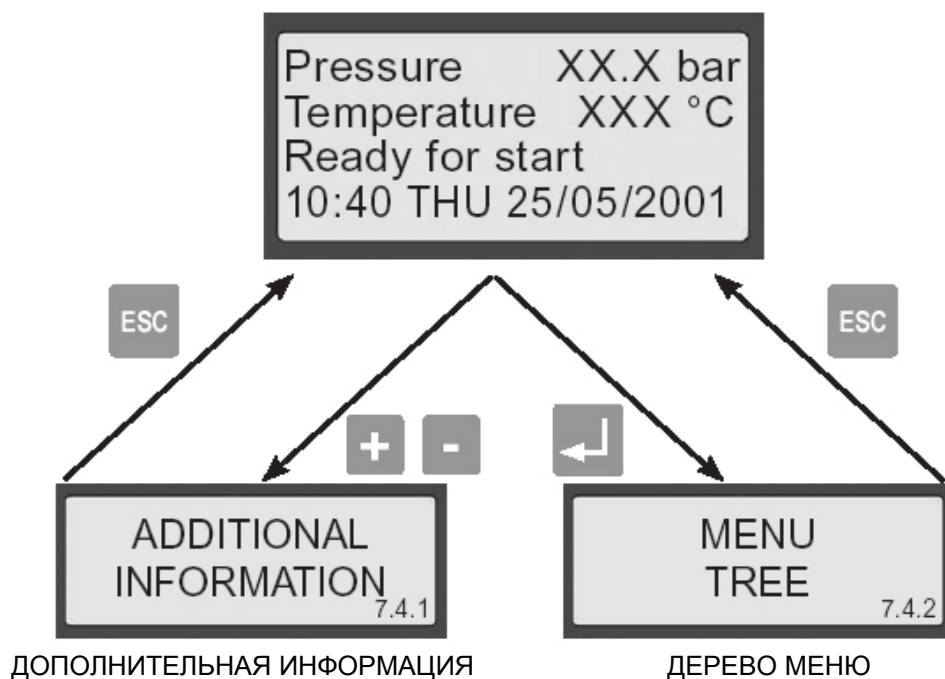 Pressure XX.X bar
Temperature XXX °C
Ready for start
10:40 THU 25/05/2001
ESC
ESC
+ -
ADDITIONAL
INFORMATION
7.4.1
MENU
TREE
7.4.2
ДОПОЛНИТЕЛЬНАЯ ИНФОРМАЦИЯ
ДЕРЕВО МЕНЮ